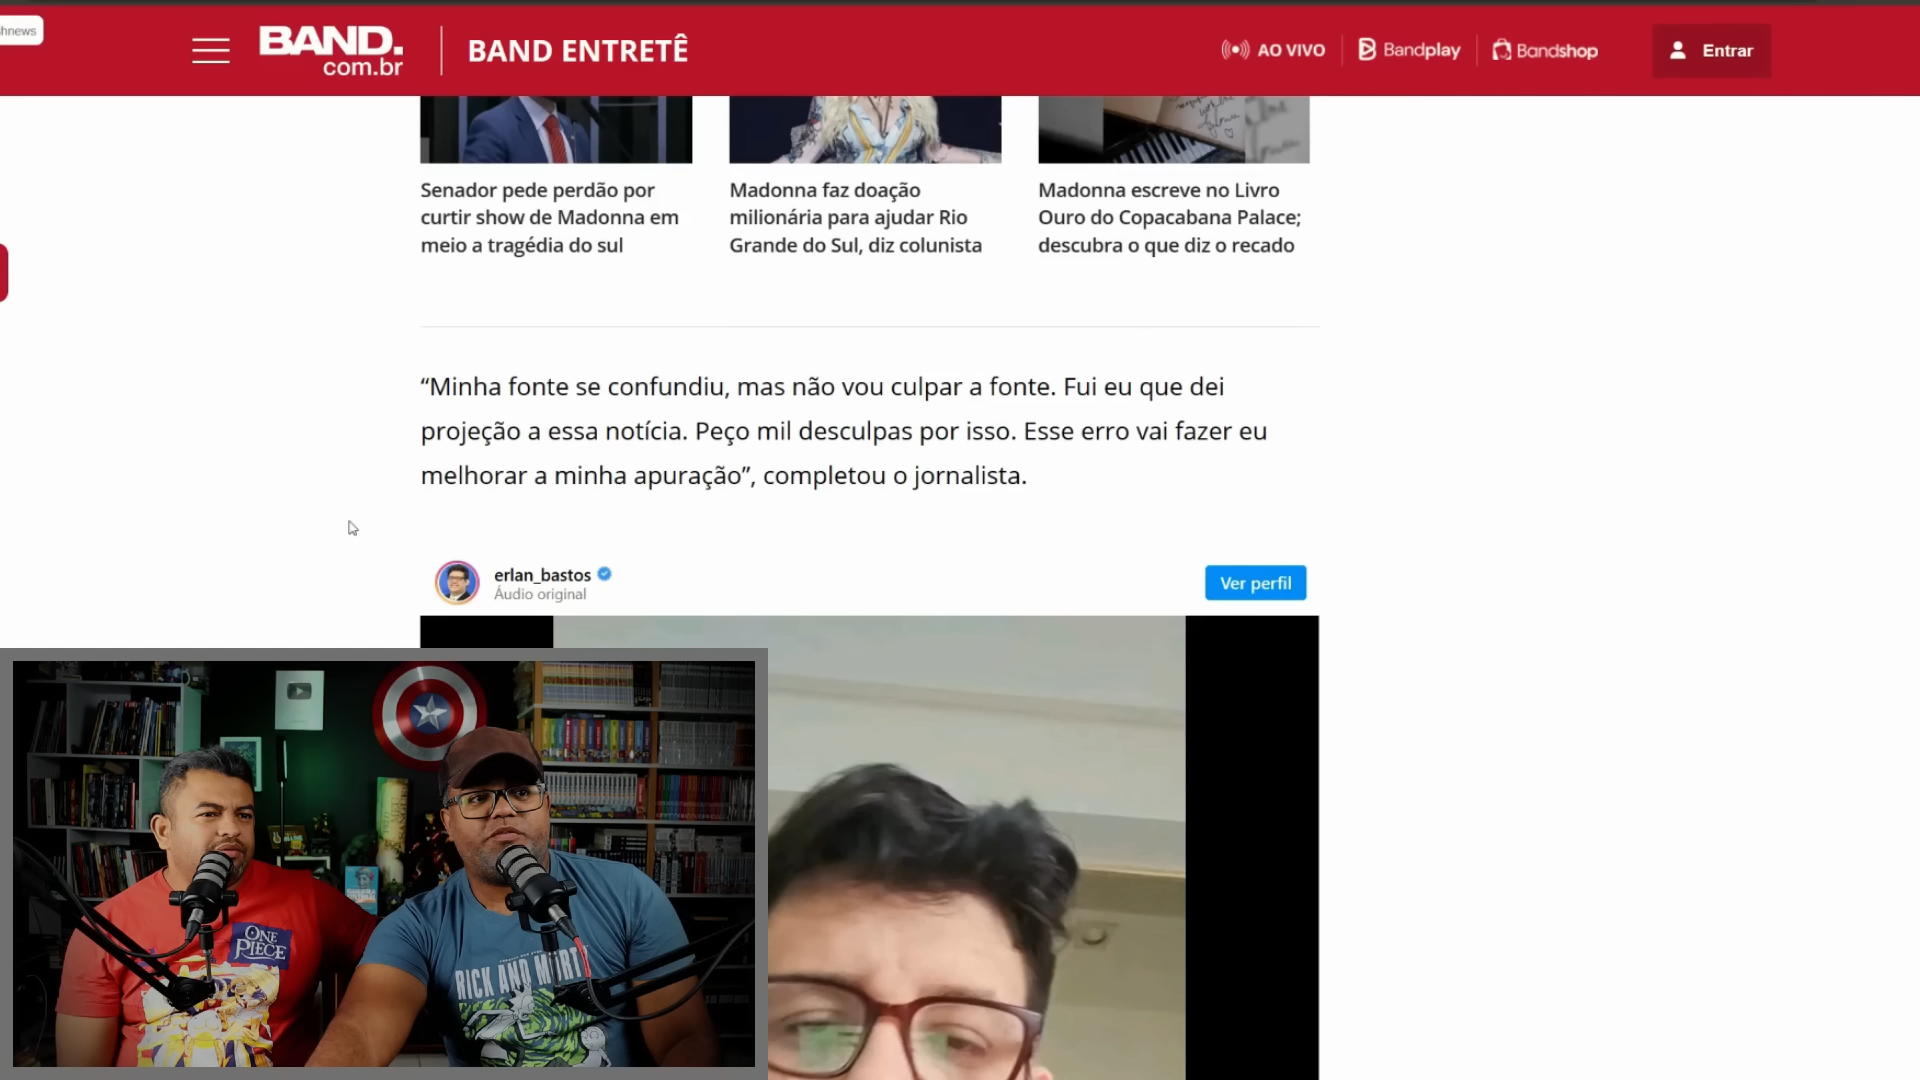 hnews
BAND.
com.br
BAND ENTRETÊ
AO VIVO
Bandplay
Bandshop
Entrar
Senador pede perdão por
curtir show de Madonna em
meio a tragédia do sul
Madonna faz doação
milionária para ajudar Rio
Grande do Sul, diz colunista
Madonna escreve no Livro
Ouro do Copacabana Palace;
descubra o que diz o recado
“Minha fonte se confundiu, mas não vou culpar a fonte. Fui eu que dei
projeção a essa notícia. Peço mil desculpas por isso. Esse erro vai fazer eu
melhorar a minha apuração”, completou o jornalista.
erlan_bastos
Áudio original
Ver perfil
ONE
PIECE
RICK AND MORT